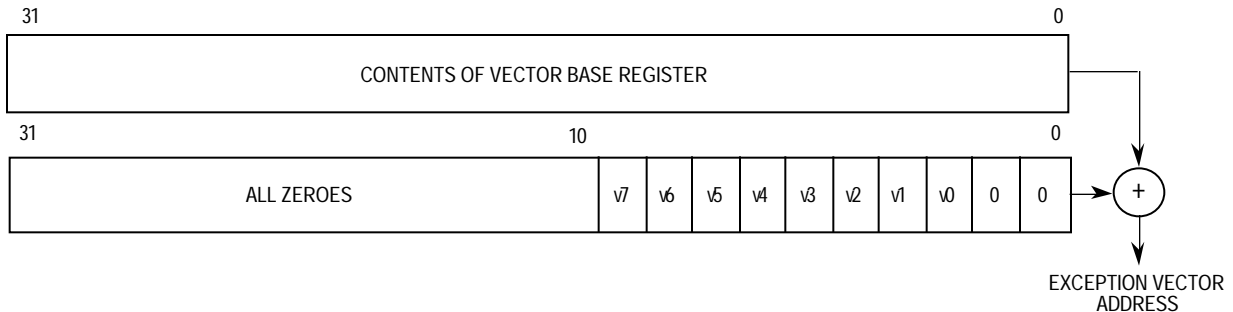 31 0
CONTENTS OF VECTOR BASE REGISTER
31 10 0
ALL ZEROES v7 v6 v5 v4 v3 v2 v1 v0 0 0 +
EXCEPTION VECTOR
ADDRESS